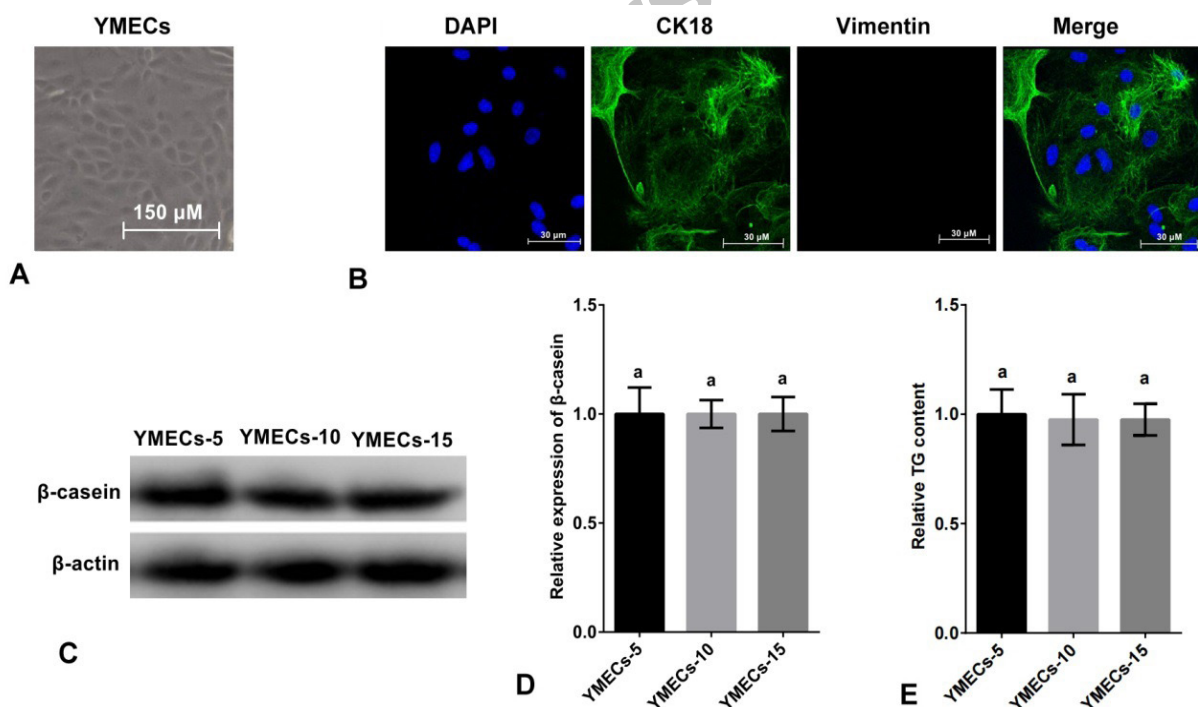 YMECs
DAPI
CK18
Vimentin
Merge
150 µM
30 µm
30 µM
30 µM
30 µM
A
B
YMECs-5
YMECs-10
YMECs-15
β-casein
β-actin
C
Relative expression of β-casein
1.5
1.0
0.5
0.0
a
a
a
YMECs-5
YMECs-10
YMECs-15
D
Relative TG content
1.5
1.0
0.5
0.0
a
a
a
YMECs-5
YMECs-10
YMECs-15
E